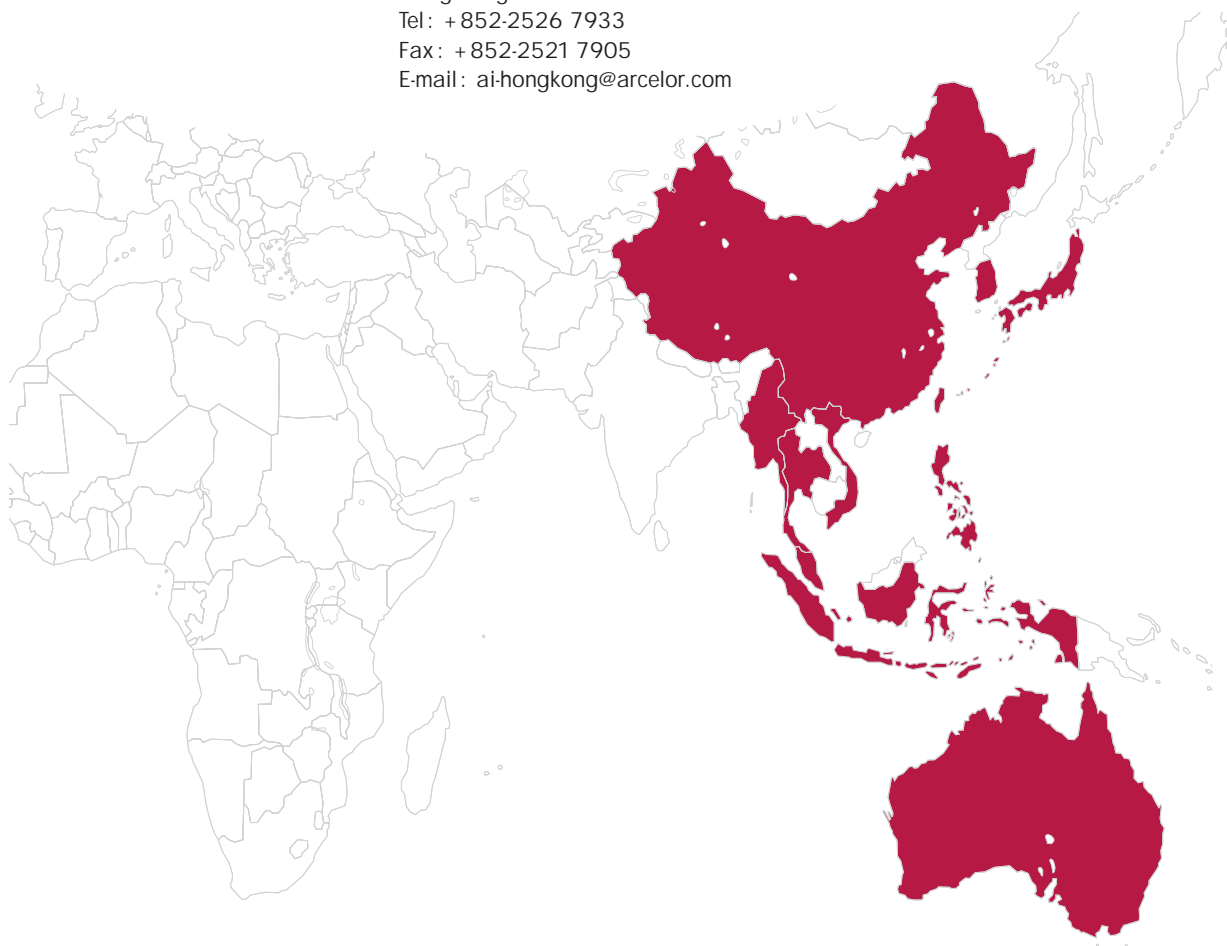 Tel : +852-2526 7933
Fax : +852-2521 7905
E-mail : ai-hongkong@arcelor.com